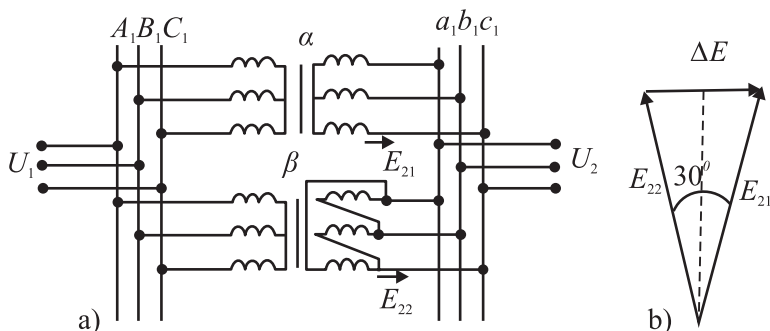 A₁B₁C₁
α
a₁b₁c₁
E₂₁
U₁
U₂
β
E₂₂
a)
ΔE
E₂₂
30⁰
E₂₁
b)